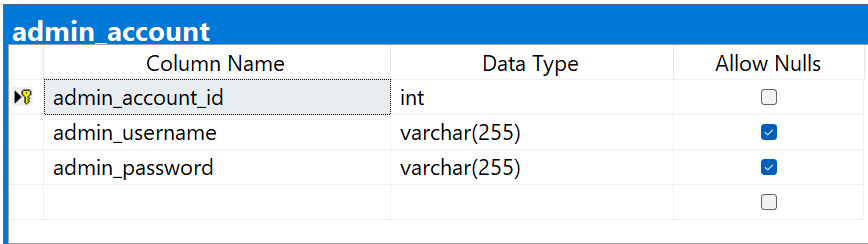 admin_account
Column Name Data Type Allow Nulls
admin_account_id int
admin_username varchar(255)
admin_password varchar(255)